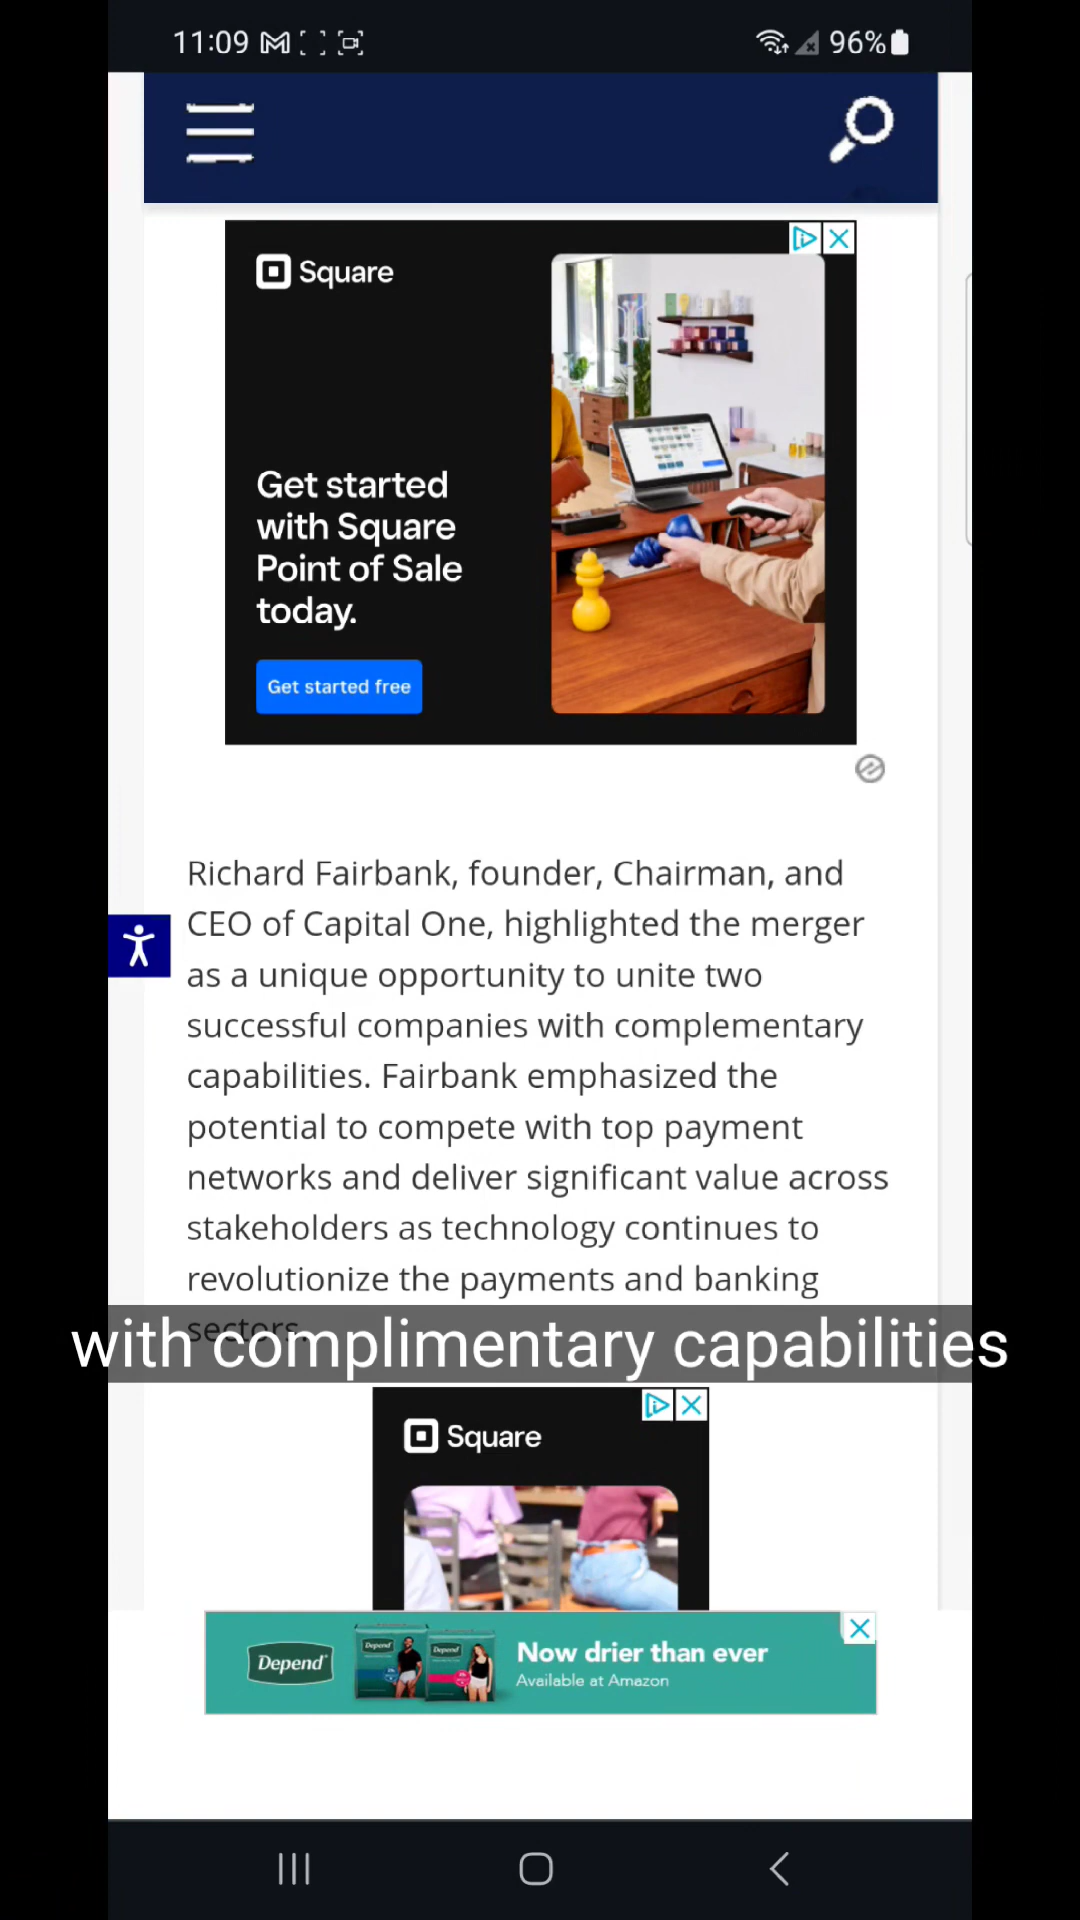 11:09 96%
Square
Get started
with Square
Point of Sale
today.
Get started free
Richard Fairbank, founder, Chairman, and
CEO of Capital One, highlighted the merger
as a unique opportunity to unite two
successful companies with complementary
capabilities. Fairbank emphasized the
potential to compete with top payment
networks and deliver significant value across
stakeholders as technology continues to
revolutionize the payments and banking
sectors.
with complimentary capabilities
Square
Depend
Depend
Depend
Now drier than ever
Available at Amazon